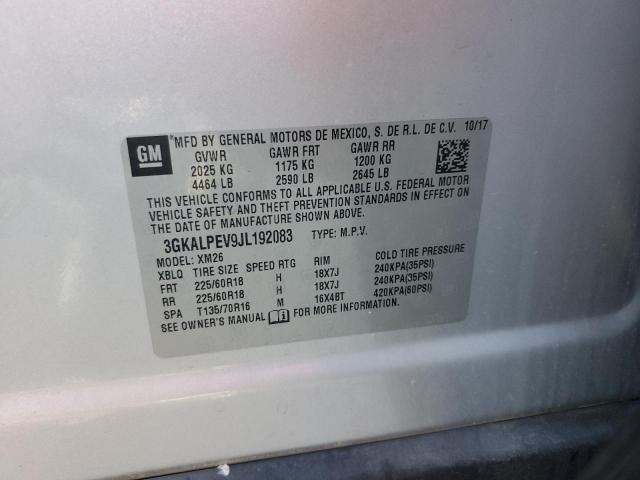 GM
*MFD BY GENERAL MOTORS DE MEXICO, S. DE R.L. DE C.V. 10/17
GVWR GAWR FRT GAWR RR
2025 KG 1175 KG 1200 KG
4464 LB 2590 LB 2645 LB
THIS VEHICLE CONFORMS TO ALL APPLICABLE U.S. FEDERAL MOTOR
VEHICLE SAFETY AND THEFT PREVENTION STANDARDS IN EFFECT ON
THE DATE OF MANUFACTURE SHOWN ABOVE.
3GKALPEV9JL192083 TYPE: M.P.V.
MODEL: XM26
XBLQ TIRE SIZE SPEED RTG RIM COLD TIRE PRESSURE
FRT 225/60R18 H 18X7J 240KPA(35PSI)
RR 225/60R18 H 18X7J 240KPA(35PSI)
SPA T135/70R16 M 16X4BT 420KPA(60PSI)
SEE OWNER'S MANUAL FOR MORE INFORMATION.